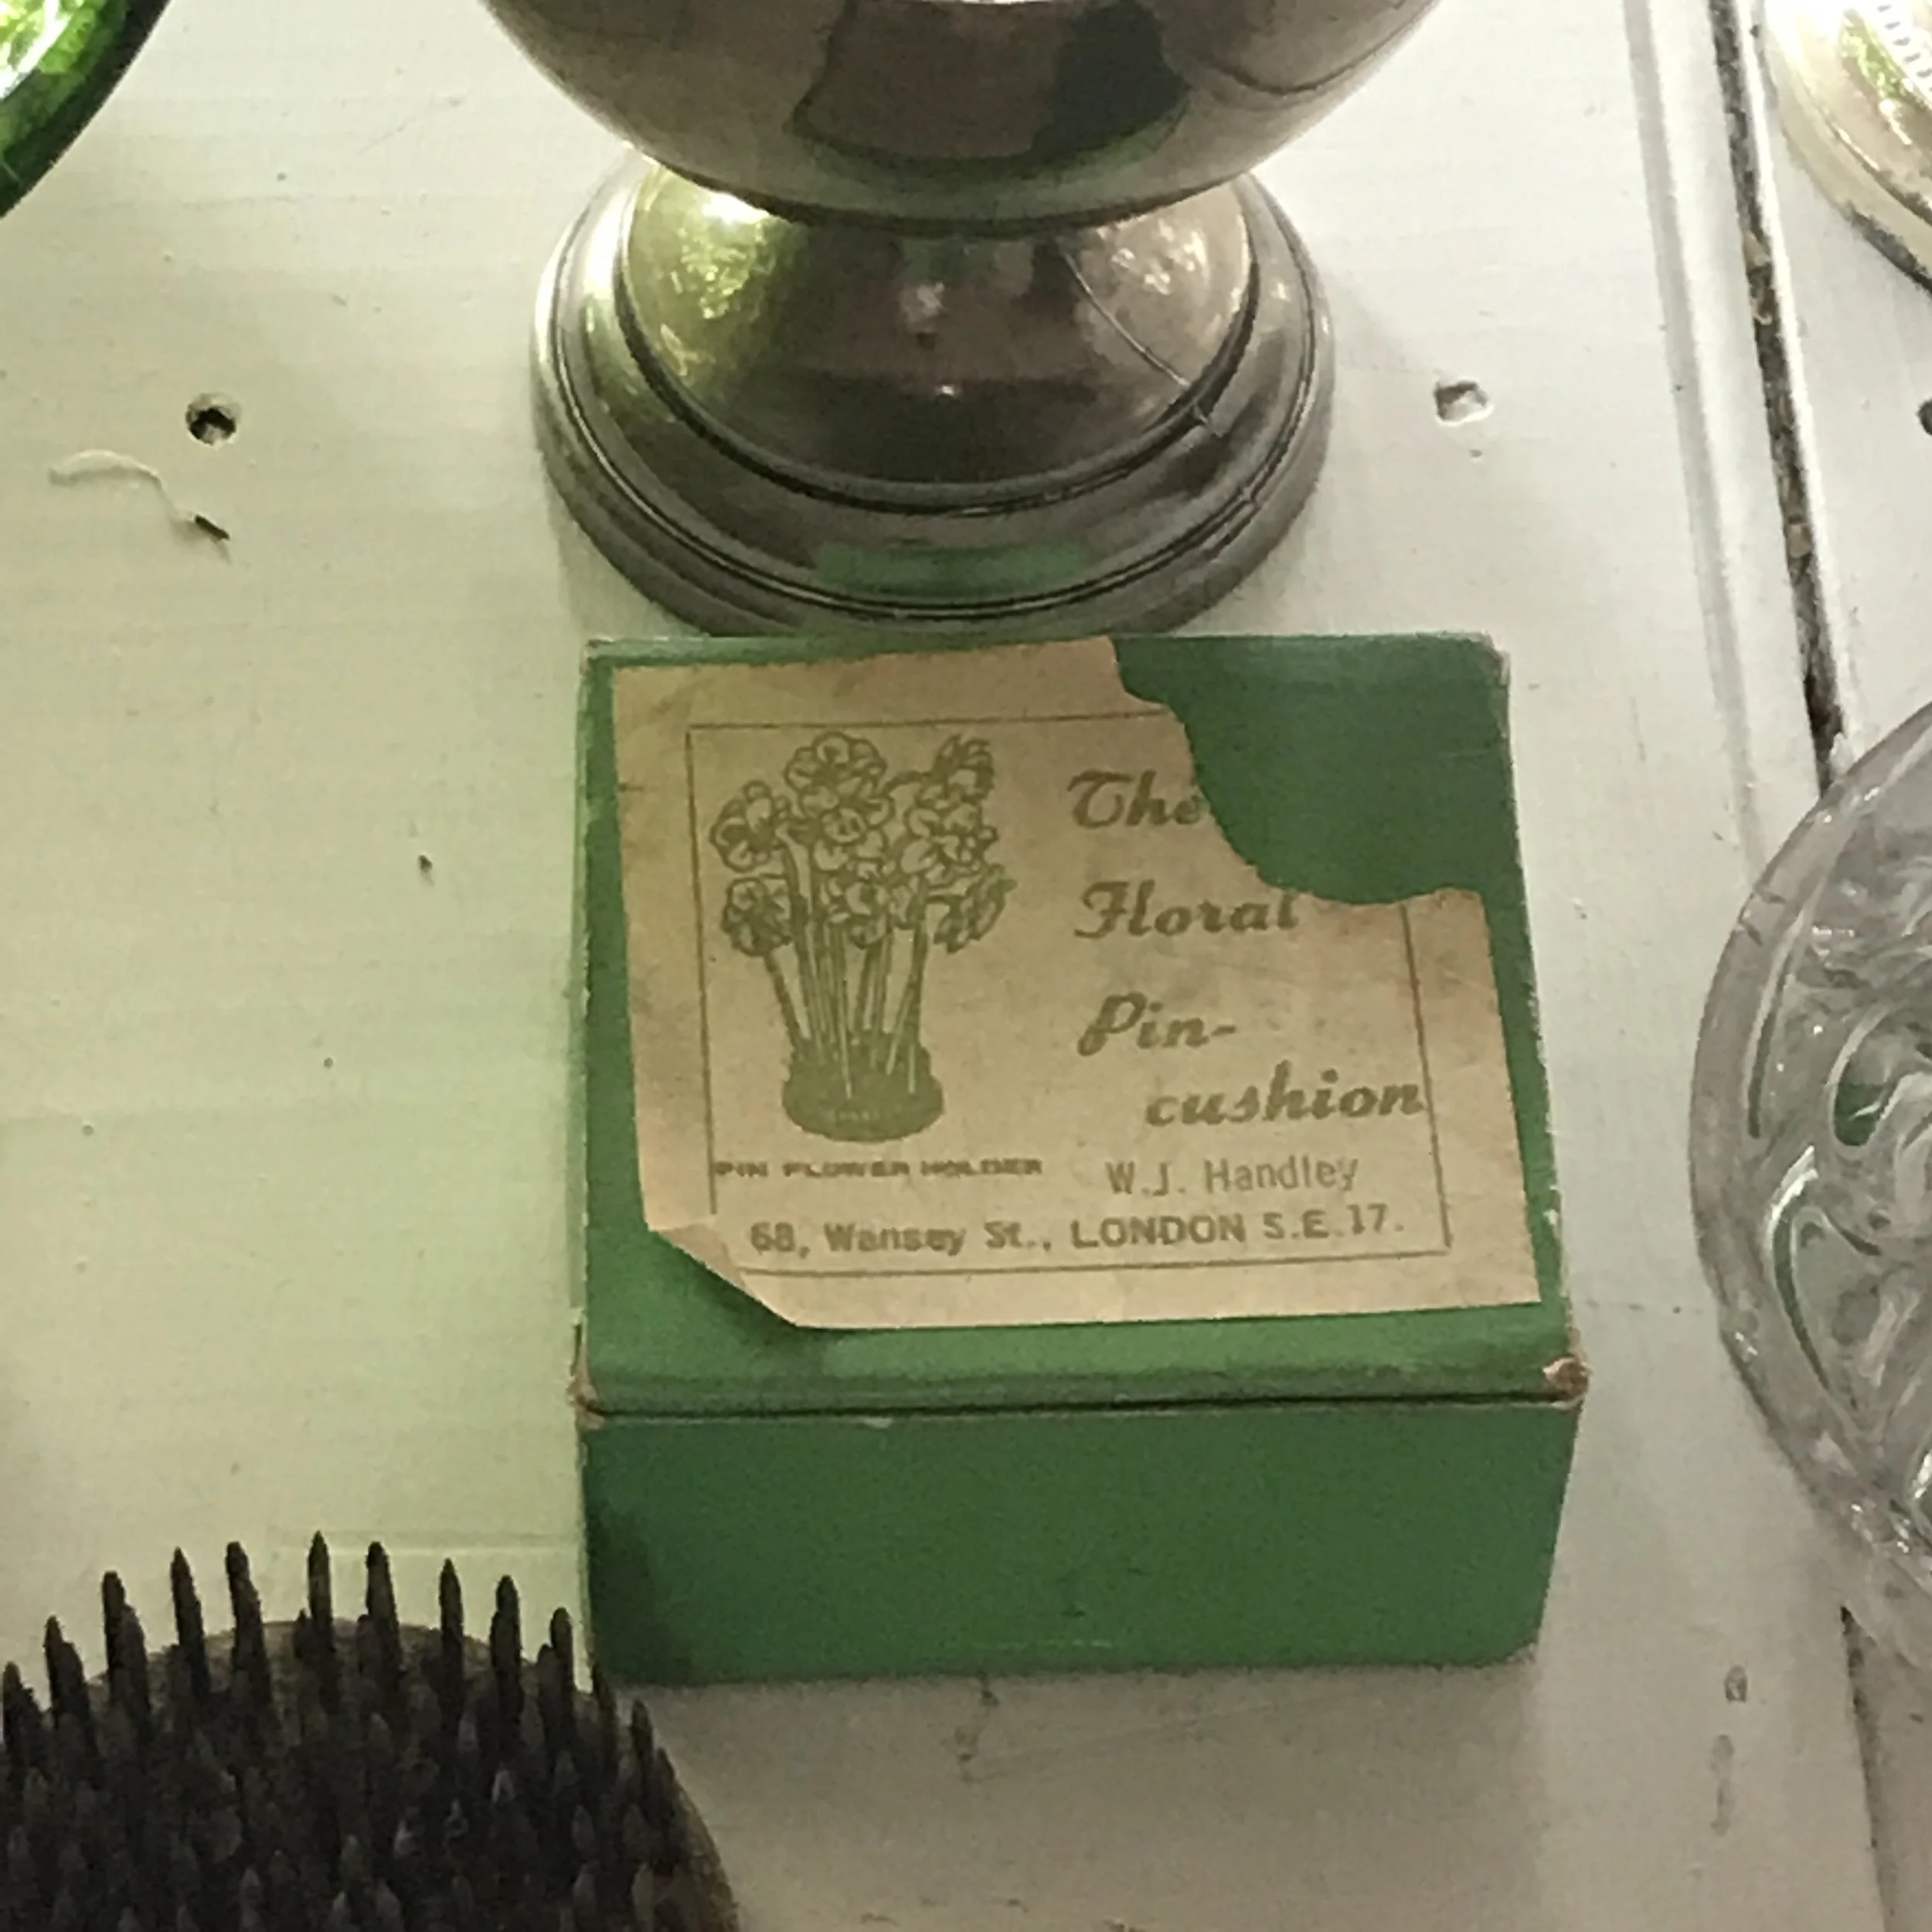 The
Floral
Pin-
cushion
PIN FLOWER HOLDER
W.J. Handley
68, Wansey St., LONDON S.E.17.